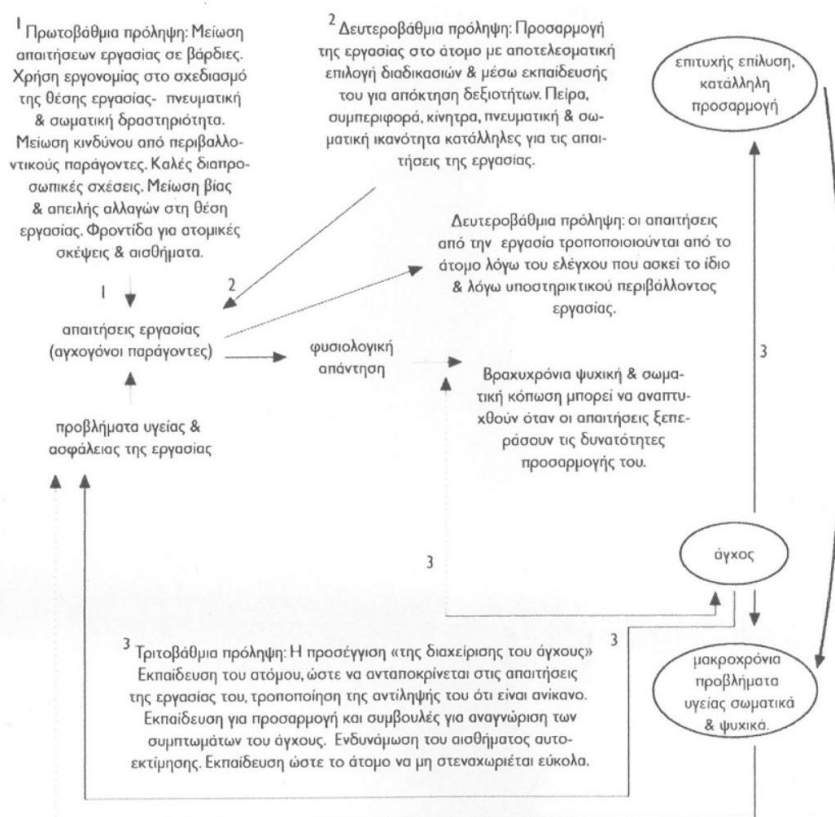 1 Πρωτοβάθμια πρόληψη: Μείωση
απαιτήσεων εργασίας σε βάρδιες.
Χρήση εργονομίας στο σχεδιασμό
της θέσης εργασίας- πνευματική
& σωματική δραστηριότητα.
Μείωση κινδύνου από περιβαλλο-
ντικούς παράγοντες. Καλές διαπρο-
σωπικές σχέσεις. Μείωση βίας
& απειλής αλλαγών στη θέση
εργασίας. Φροντίδα για ατομικές
σκέψεις & αισθήματα.
2 Δευτεροβάθμια πρόληψη: Προσαρμογή
της εργασίας στο άτομο με αποτελεσματική
επιλογή διαδικασιών & μέσω εκπαίδευσής
του για απόκτηση δεξιοτήτων. Πείρα,
συμπεριφορά, κίνητρα, πνευματική & σω-
ματική ικανότητα κατάλληλες για τις απαι-
τήσεις της εργασίας.
επιτυχής επίλυση,
κατάλληλη
προσαρμογή
Δευτεροβάθμια πρόληψη: οι απαιτήσεις
από την εργασία τροποποιοιούνται από το
άτομο λόγω του ελέγχου που ασκεί το ίδιο
& λόγω υποστηρικτικού περιβάλλοντος
εργασίας.
1
2
απαιτήσεις εργασίας
(αγχογόνοι παράγοντες)
φυσιολογική
απάντηση
3
Βραχυχρόνια ψυχική & σωμα-
τική κόπωση μπορεί να αναπτυ-
χθούν όταν οι απαιτήσεις ξεπε-
ράσουν τις δυνατότητες
προσαρμογής του.
προβλήματα υγείας &
ασφάλειας της εργασίας
άγχος
3
3
3 Τριτοβάθμια πρόληψη: Η προσέγγιση «της διαχείρισης του άγχους»
Εκπαίδευση του ατόμου, ώστε να ανταποκρίνεται στις απαιτήσεις
της εργασίας του, τροποποίηση της αντίληψής του ότι είναι ανίκανο.
Εκπαίδευση για προσαρμογή και συμβουλές για αναγνώριση των
συμπτωμάτων του άγχους. Ενδυνάμωση του αισθήματος αυτο-
εκτίμησης. Εκπαίδευση ώστε το άτομο να μη στεναχωριέται εύκολα.
μακροχρόνια
προβλήματα
υγείας σωματικά
& ψυχικά.